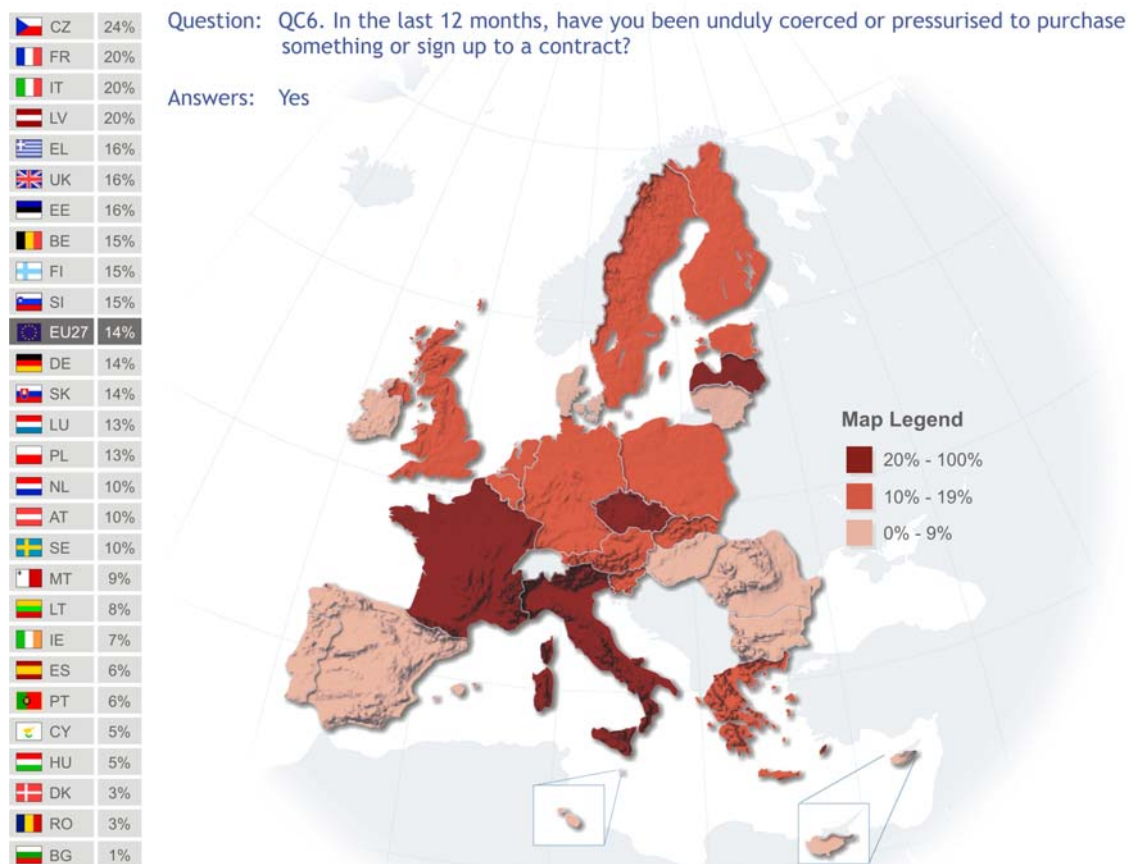 Question: QC6. In the last 12 months, have you been unduly coerced or pressurised to purchase
something or sign up to a contract?
Answers: Yes
CZ 24%
FR 20%
IT 20%
LV 20%
EL 16%
UK 16%
EE 16%
BE 15%
FI 15%
SI 15%
EU27 14%
DE 14%
SK 14%
LU 13%
PL 13%
NL 10%
AT 10%
SE 10%
MT 9%
LT 8%
IE 7%
ES 6%
PT 6%
CY 5%
HU 5%
DK 3%
RO 3%
BG 1%
Map Legend
20% - 100%
10% - 19%
0% - 9%